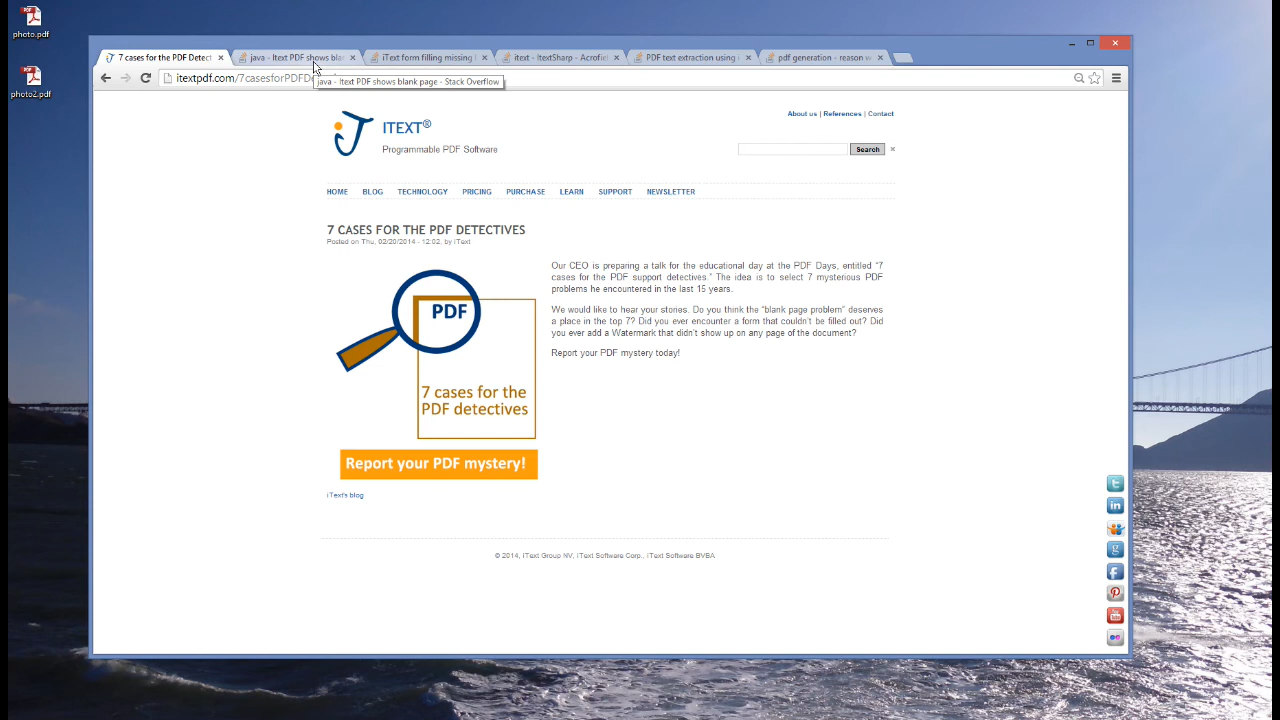 photo.pdf
photo2.pdf
7 cases for the PDF Detect
java - Itext PDF shows blan
iText form filling missing
itext - ItextSharp - Acrofiel
PDF text extraction using
pdf generation - reason w
itextpdf.com/7casesforPDFD
java - Itext PDF shows blank page - Stack Overflow
ITEXT®
Programmable PDF Software
About us | References | Contact
Search
HOME BLOG TECHNOLOGY PRICING PURCHASE LEARN SUPPORT NEWSLETTER
7 CASES FOR THE PDF DETECTIVES
Posted on Thu, 02/20/2014 - 12:02, by iText
PDF
7 cases for the
PDF detectives
Report your PDF mystery!
Our CEO is preparing a talk for the educational day at the PDF Days, entitled "7
cases for the PDF support detectives." The idea is to select 7 mysterious PDF
problems he encountered in the last 15 years.
We would like to hear your stories. Do you think the "blank page problem" deserves
a place in the top 7? Did you ever encounter a form that couldn't be filled out? Did
you ever add a Watermark that didn't show up on any page of the document?
Report your PDF mystery today!
iText's blog
© 2014, iText Group NV, iText Software Corp., iText Software BVBA